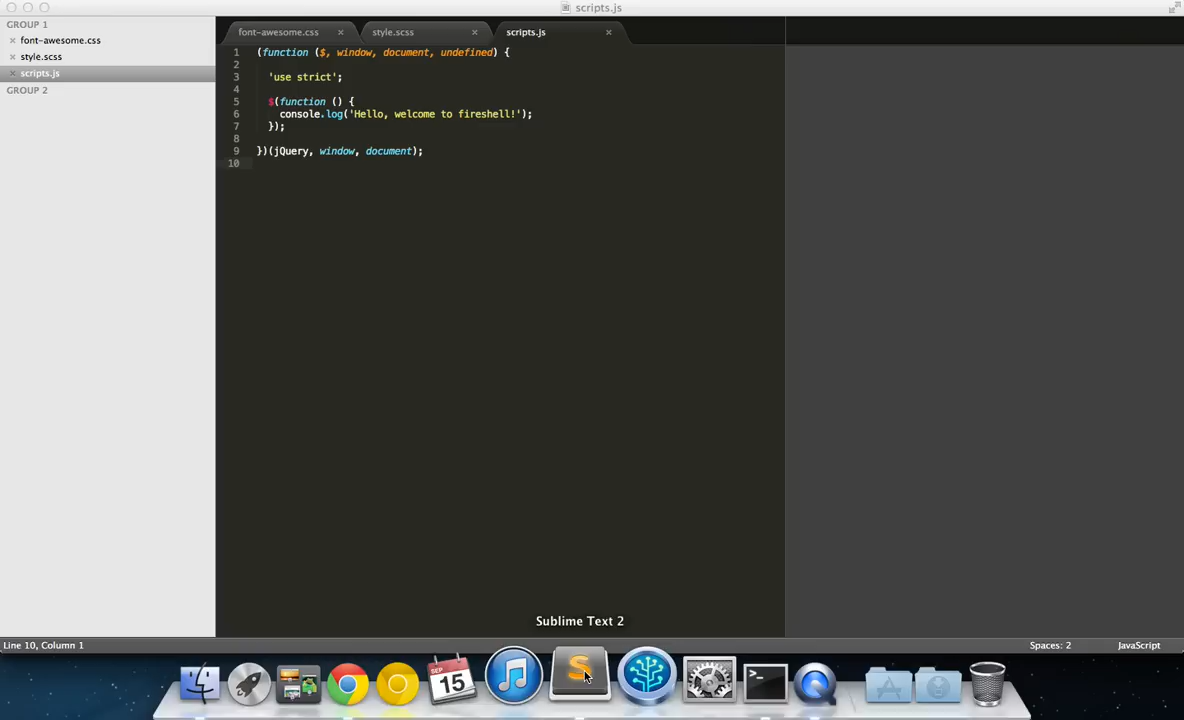 scripts.js
GROUP 1
font-awesome.css
style.scss
scripts.js
GROUP 2
font-awesome.css
style.scss
scripts.js
1 (function ($, window, document, undefined) {
2
3 'use strict';
4
5 $(function () {
6 console.log('Hello, welcome to fireshell!');
7 });
8
9 })(jQuery, window, document);
10
Sublime Text 2
Line 10, Column 1
Spaces: 2
JavaScript
SEP
15
>_
S